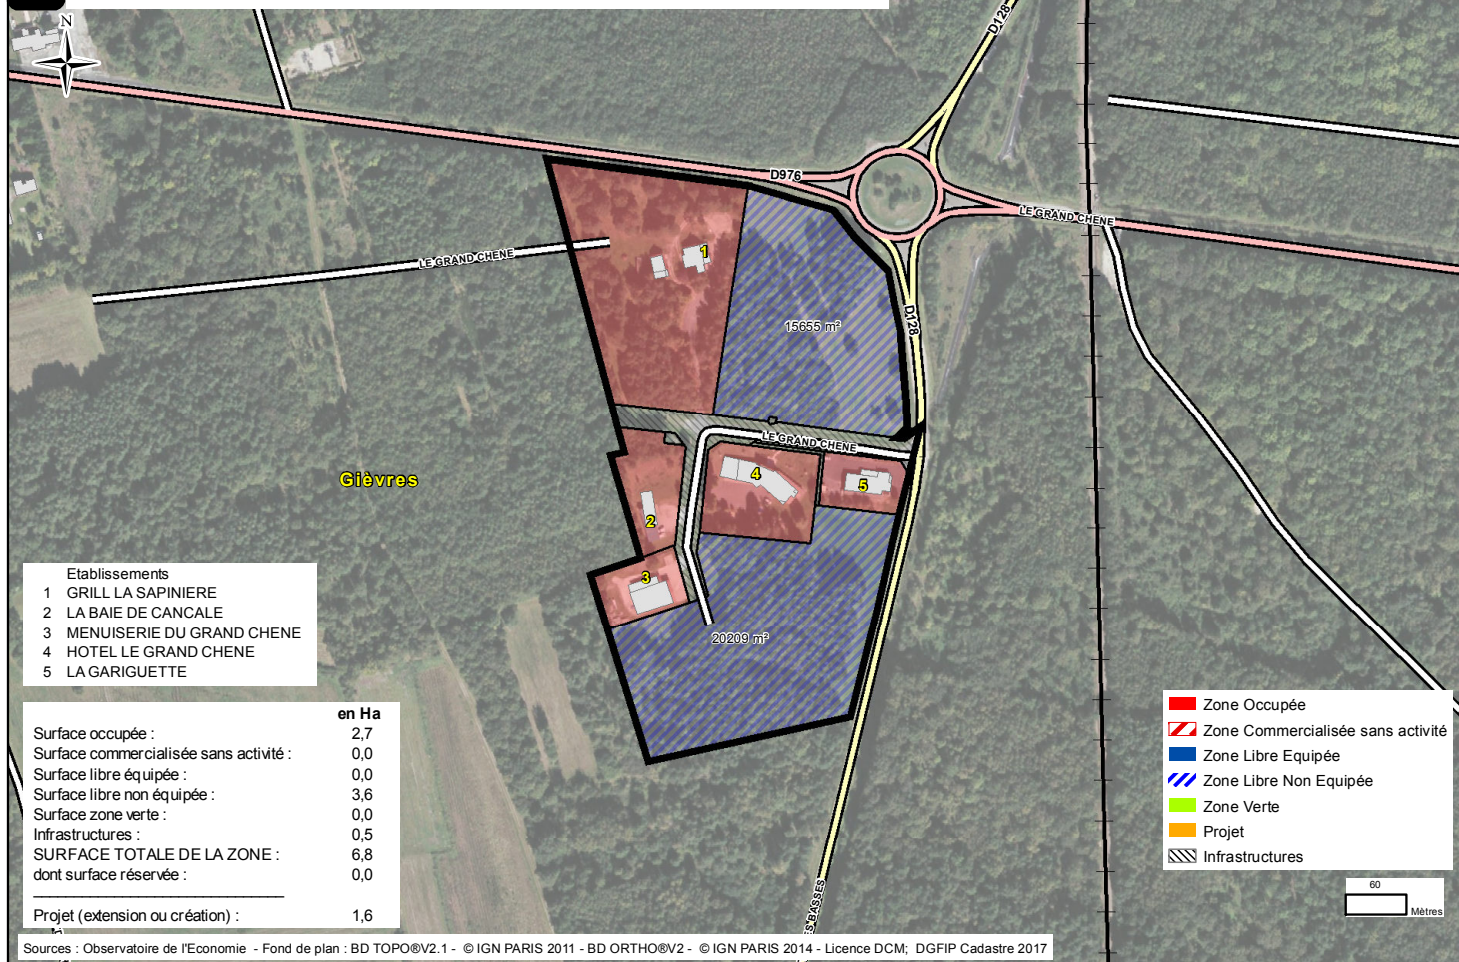 N
D128
D976
LE GRAND CHENE
LE GRAND CHENE
1
15655 m²
D128
LE GRAND CHENE
4
5
Gièvres
2
3
20209 m²
Etablissements
1 GRILL LA SAPINIERE
2 LA BAIE DE CANCALE
3 MENUISERIE DU GRAND CHENE
4 HOTEL LE GRAND CHENE
5 LA GARIGUETTE
en Ha
Surface occupée : 2,7
Surface commercialisée sans activité : 0,0
Surface libre équipée : 0,0
Surface libre non équipée : 3,6
Surface zone verte : 0,0
Infrastructures : 0,5
SURFACE TOTALE DE LA ZONE : 6,8
dont surface réservée : 0,0
Projet (extension ou création) : 1,6
Zone Occupée
Zone Commercialisée sans activité
Zone Libre Equipée
Zone Libre Non Equipée
Zone Verte
Projet
Infrastructures
60
Mètres
BASSES
Sources : Observatoire de l'Economie - Fond de plan : BD TOPO®V2.1 - © IGN PARIS 2011 - BD ORTHO®V2 - © IGN PARIS 2014 - Licence DCM; DGFIP Cadastre 2017